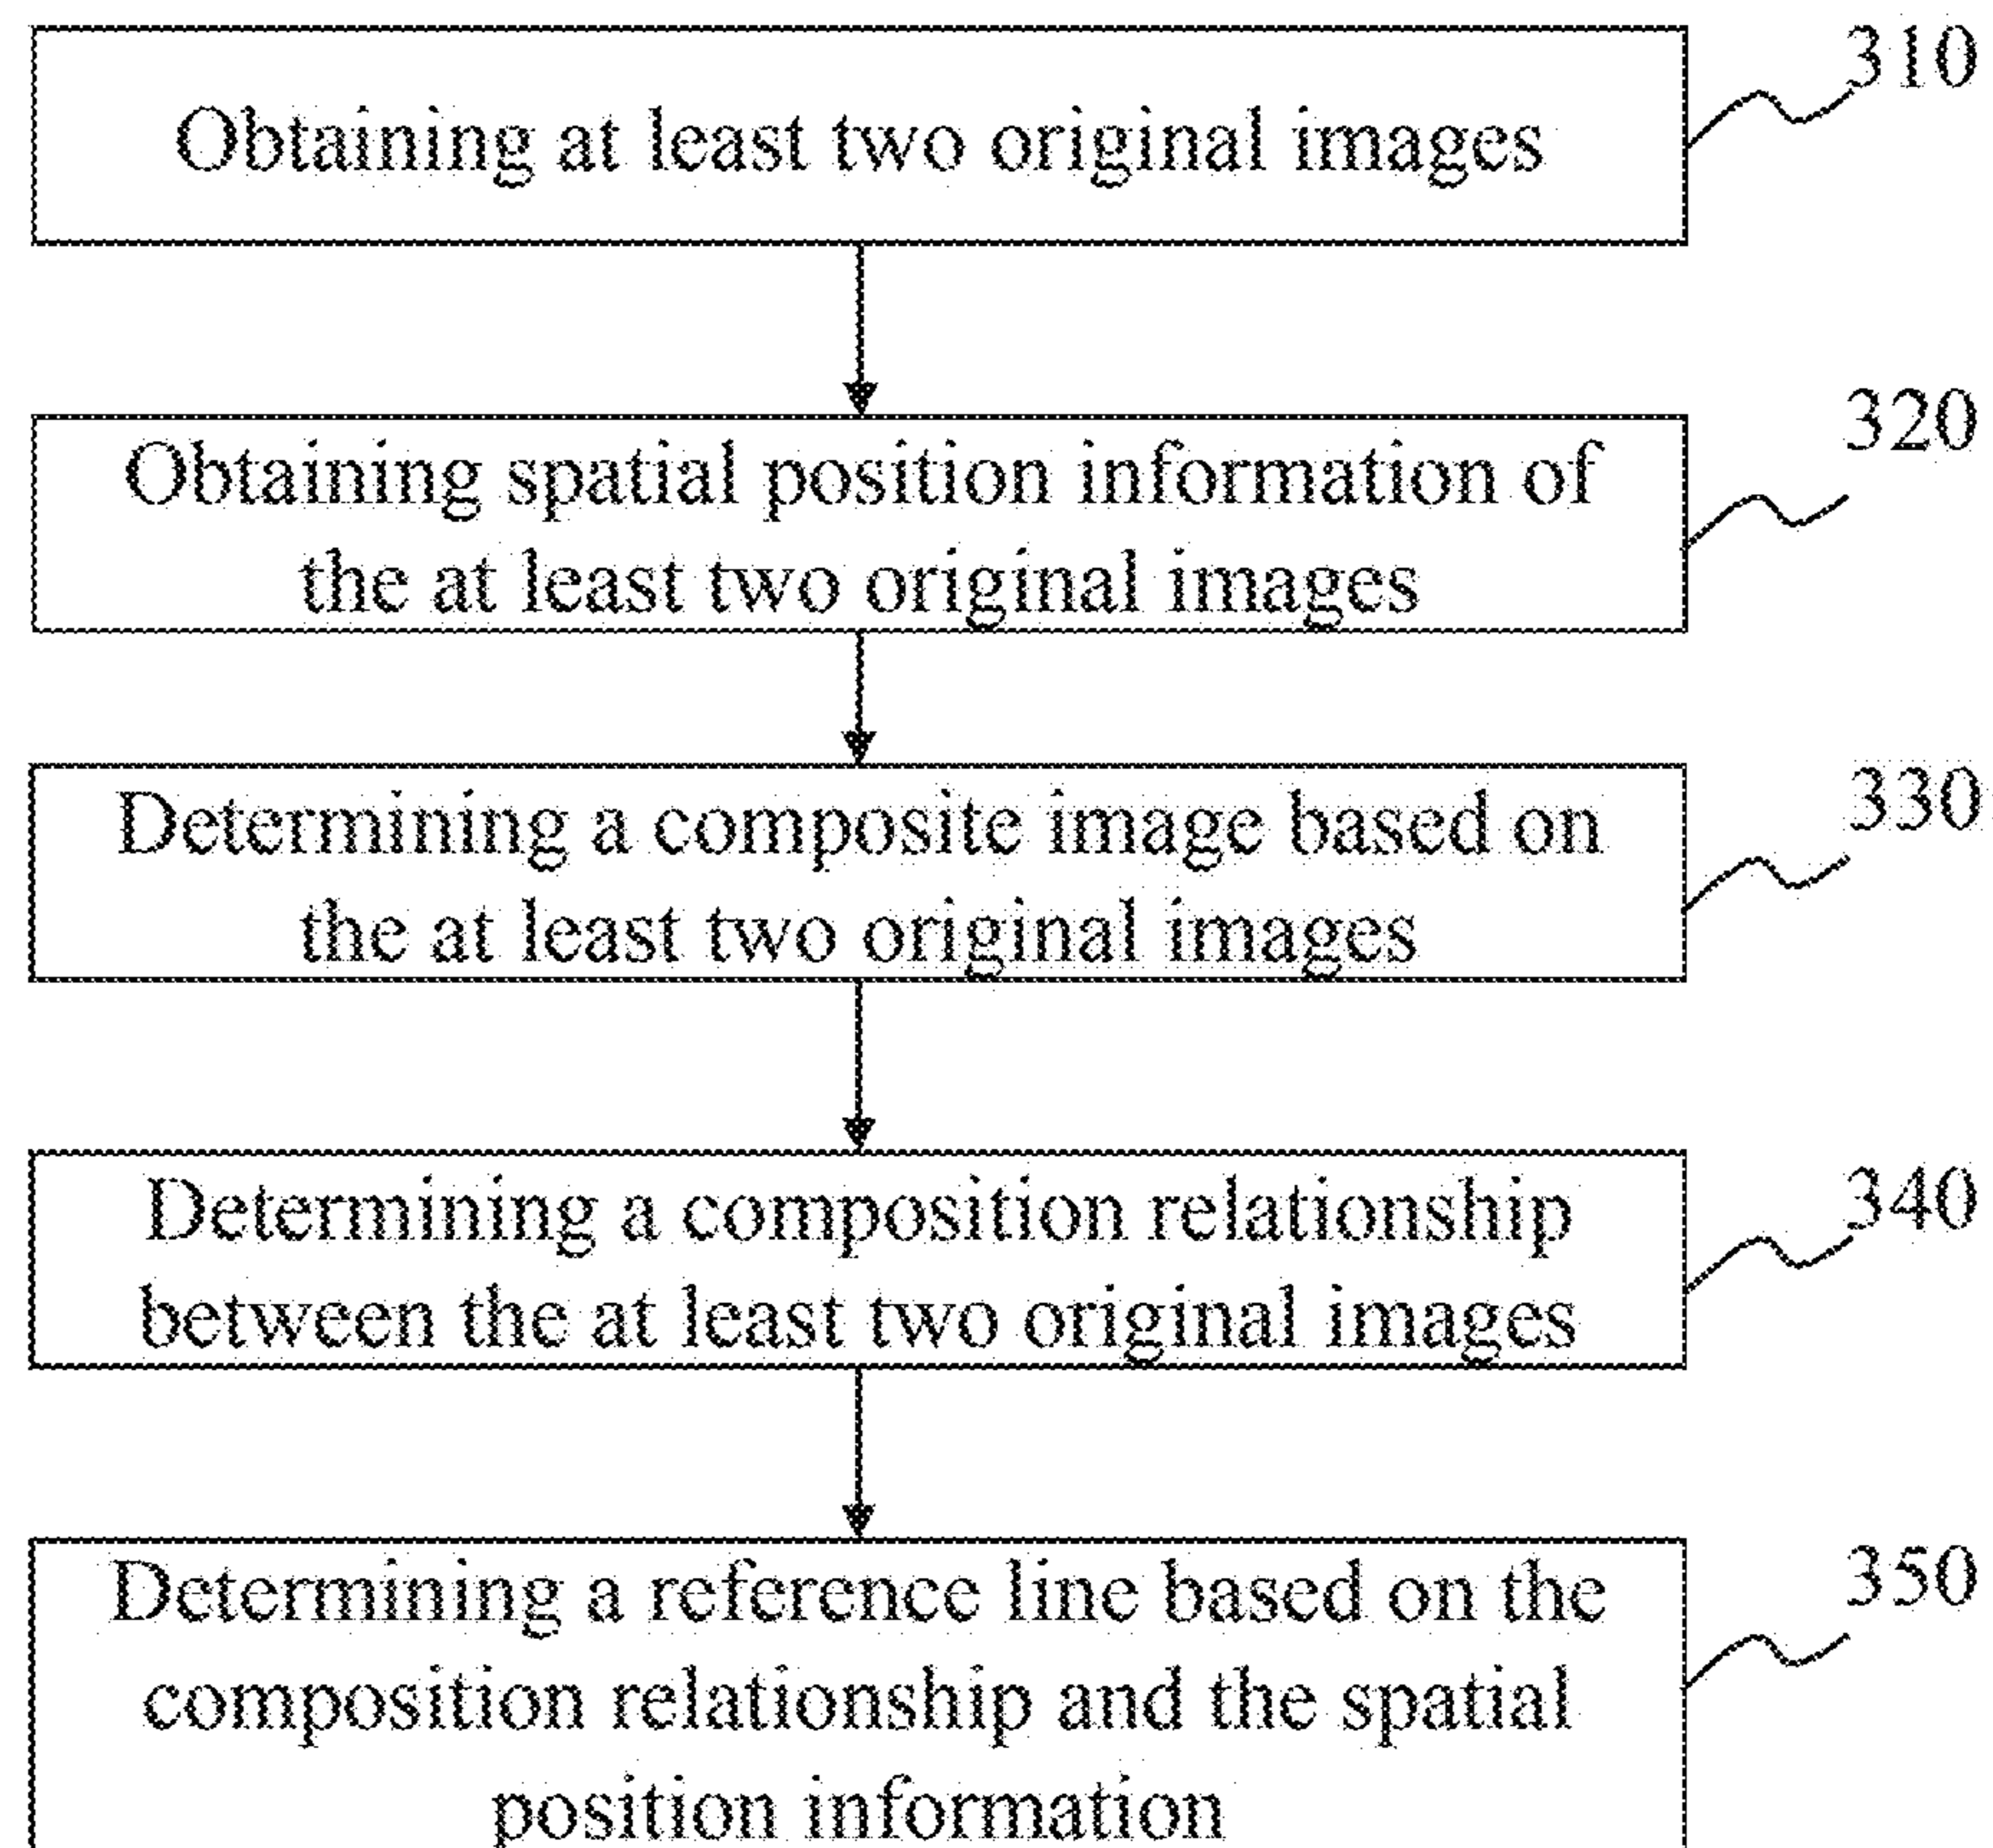 310
Obtaining at least two original images
320
Obtaining spatial position information of
the at least two original images
330
Determining a composite image based on
the at least two original images
340
Determining a composition relationship
between the at least two original images
350
Determining a reference line based on the
composition relationship and the spatial
position information